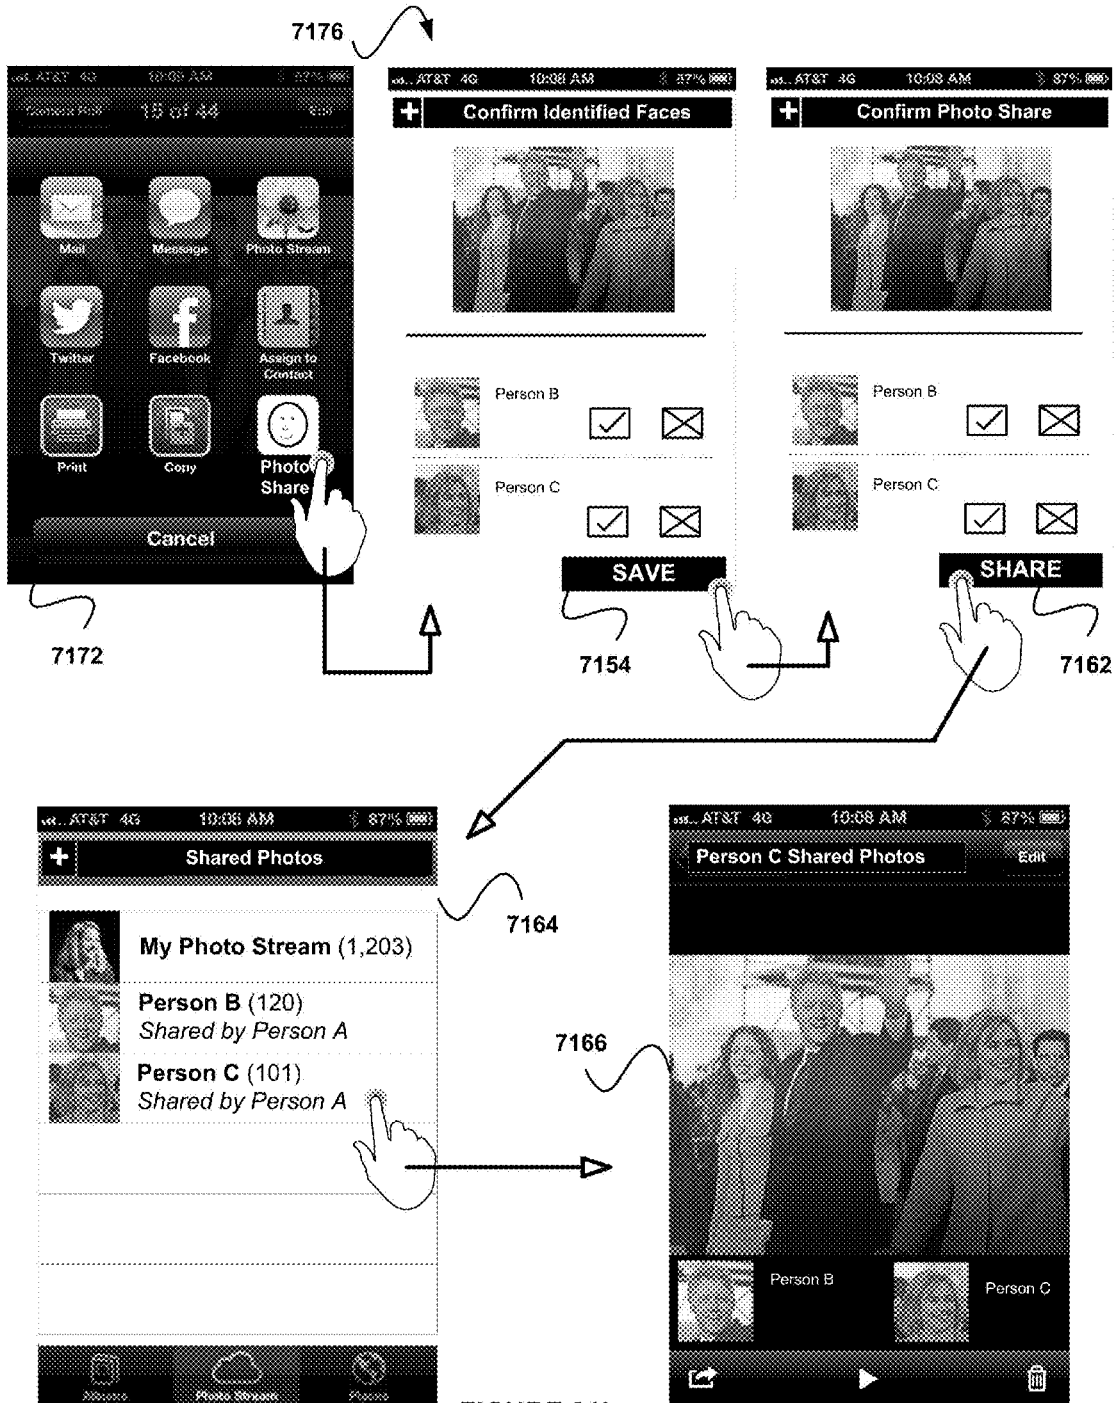 7176
AT&T 4G 10:08 AM 87%
Camera Roll 15 of 44 Edit
Mail Message Photo Stream
Twitter Facebook Assign to
Contact
Print Copy Photo
Share
Cancel
7172
AT&T 4G 10:08 AM 87%
+ Confirm Identified Faces
Person B
Person C
SAVE
7154
AT&T 4G 10:08 AM 87%
+ Confirm Photo Share
Person B
Person C
SHARE
7162
AT&T 4G 10:08 AM 87%
+ Shared Photos
7164
My Photo Stream (1,203)
Person B (120)
Shared by Person A
Person C (101)
Shared by Person A
Albums Photo Stream Places
AT&T 4G 10:08 AM 87%
Person C Shared Photos Edit
7166
Person B Person C